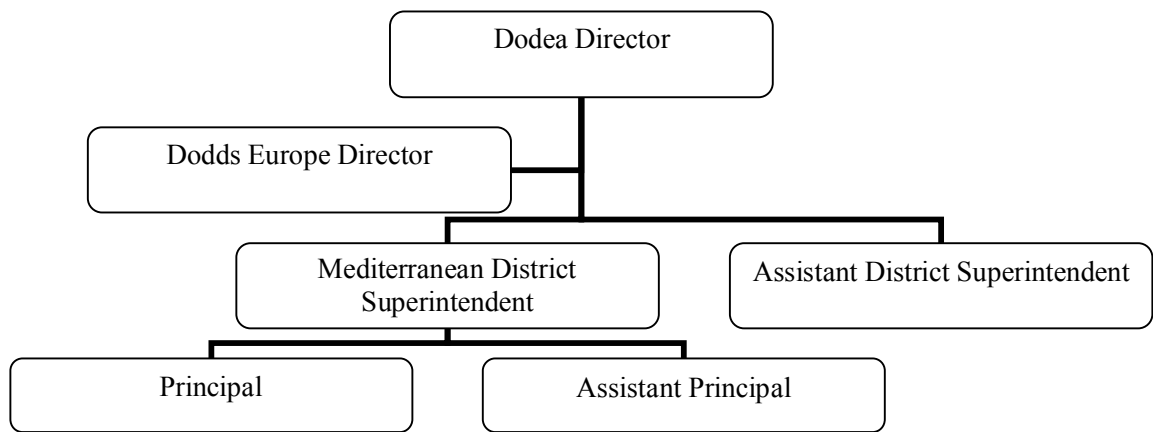 Dodea Director
Dodds Europe Director
Mediterranean District
Superintendent
Assistant District Superintendent
Principal
Assistant Principal